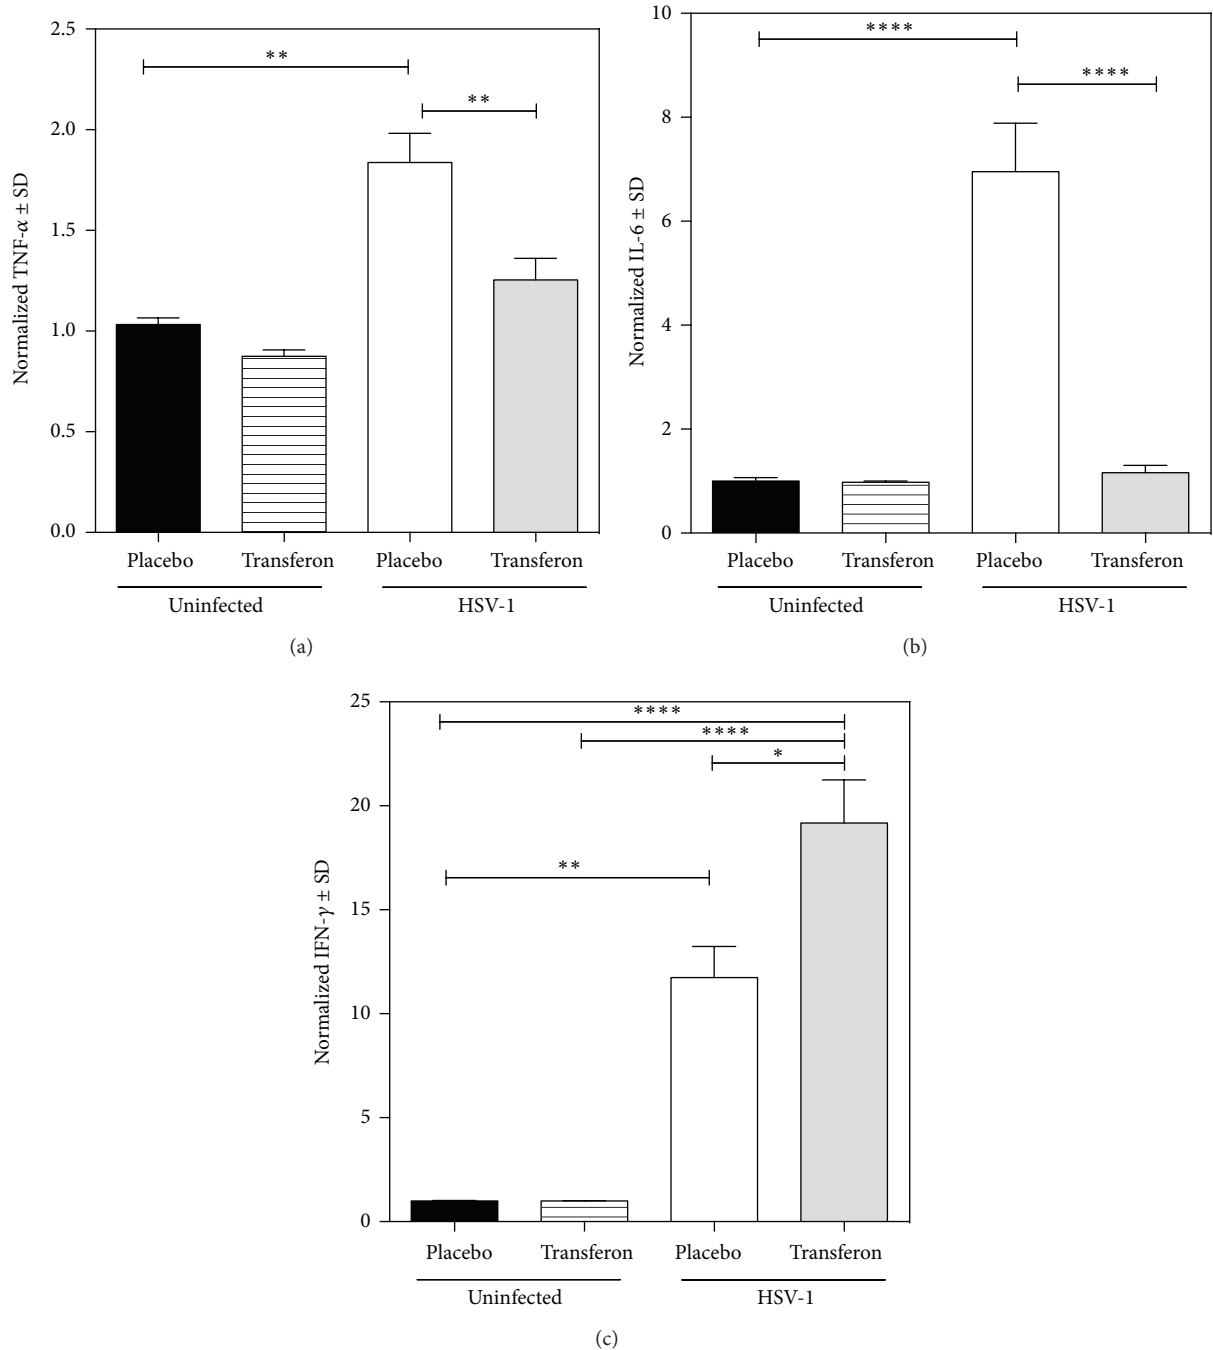 Normalized TNF-α ± SD
2.5
2.0
1.5
1.0
0.5
0.0
**
**
Placebo Transferon Placebo Transferon
Uninfected HSV-1
(a)
Normalized IL-6 ± SD
10
8
6
4
2
0
****
****
Placebo Transferon Placebo Transferon
Uninfected HSV-1
(b)
Normalized IFN-γ ± SD
25
20
15
10
5
0
****
****
*
**
Placebo Transferon Placebo Transferon
Uninfected HSV-1
(c)